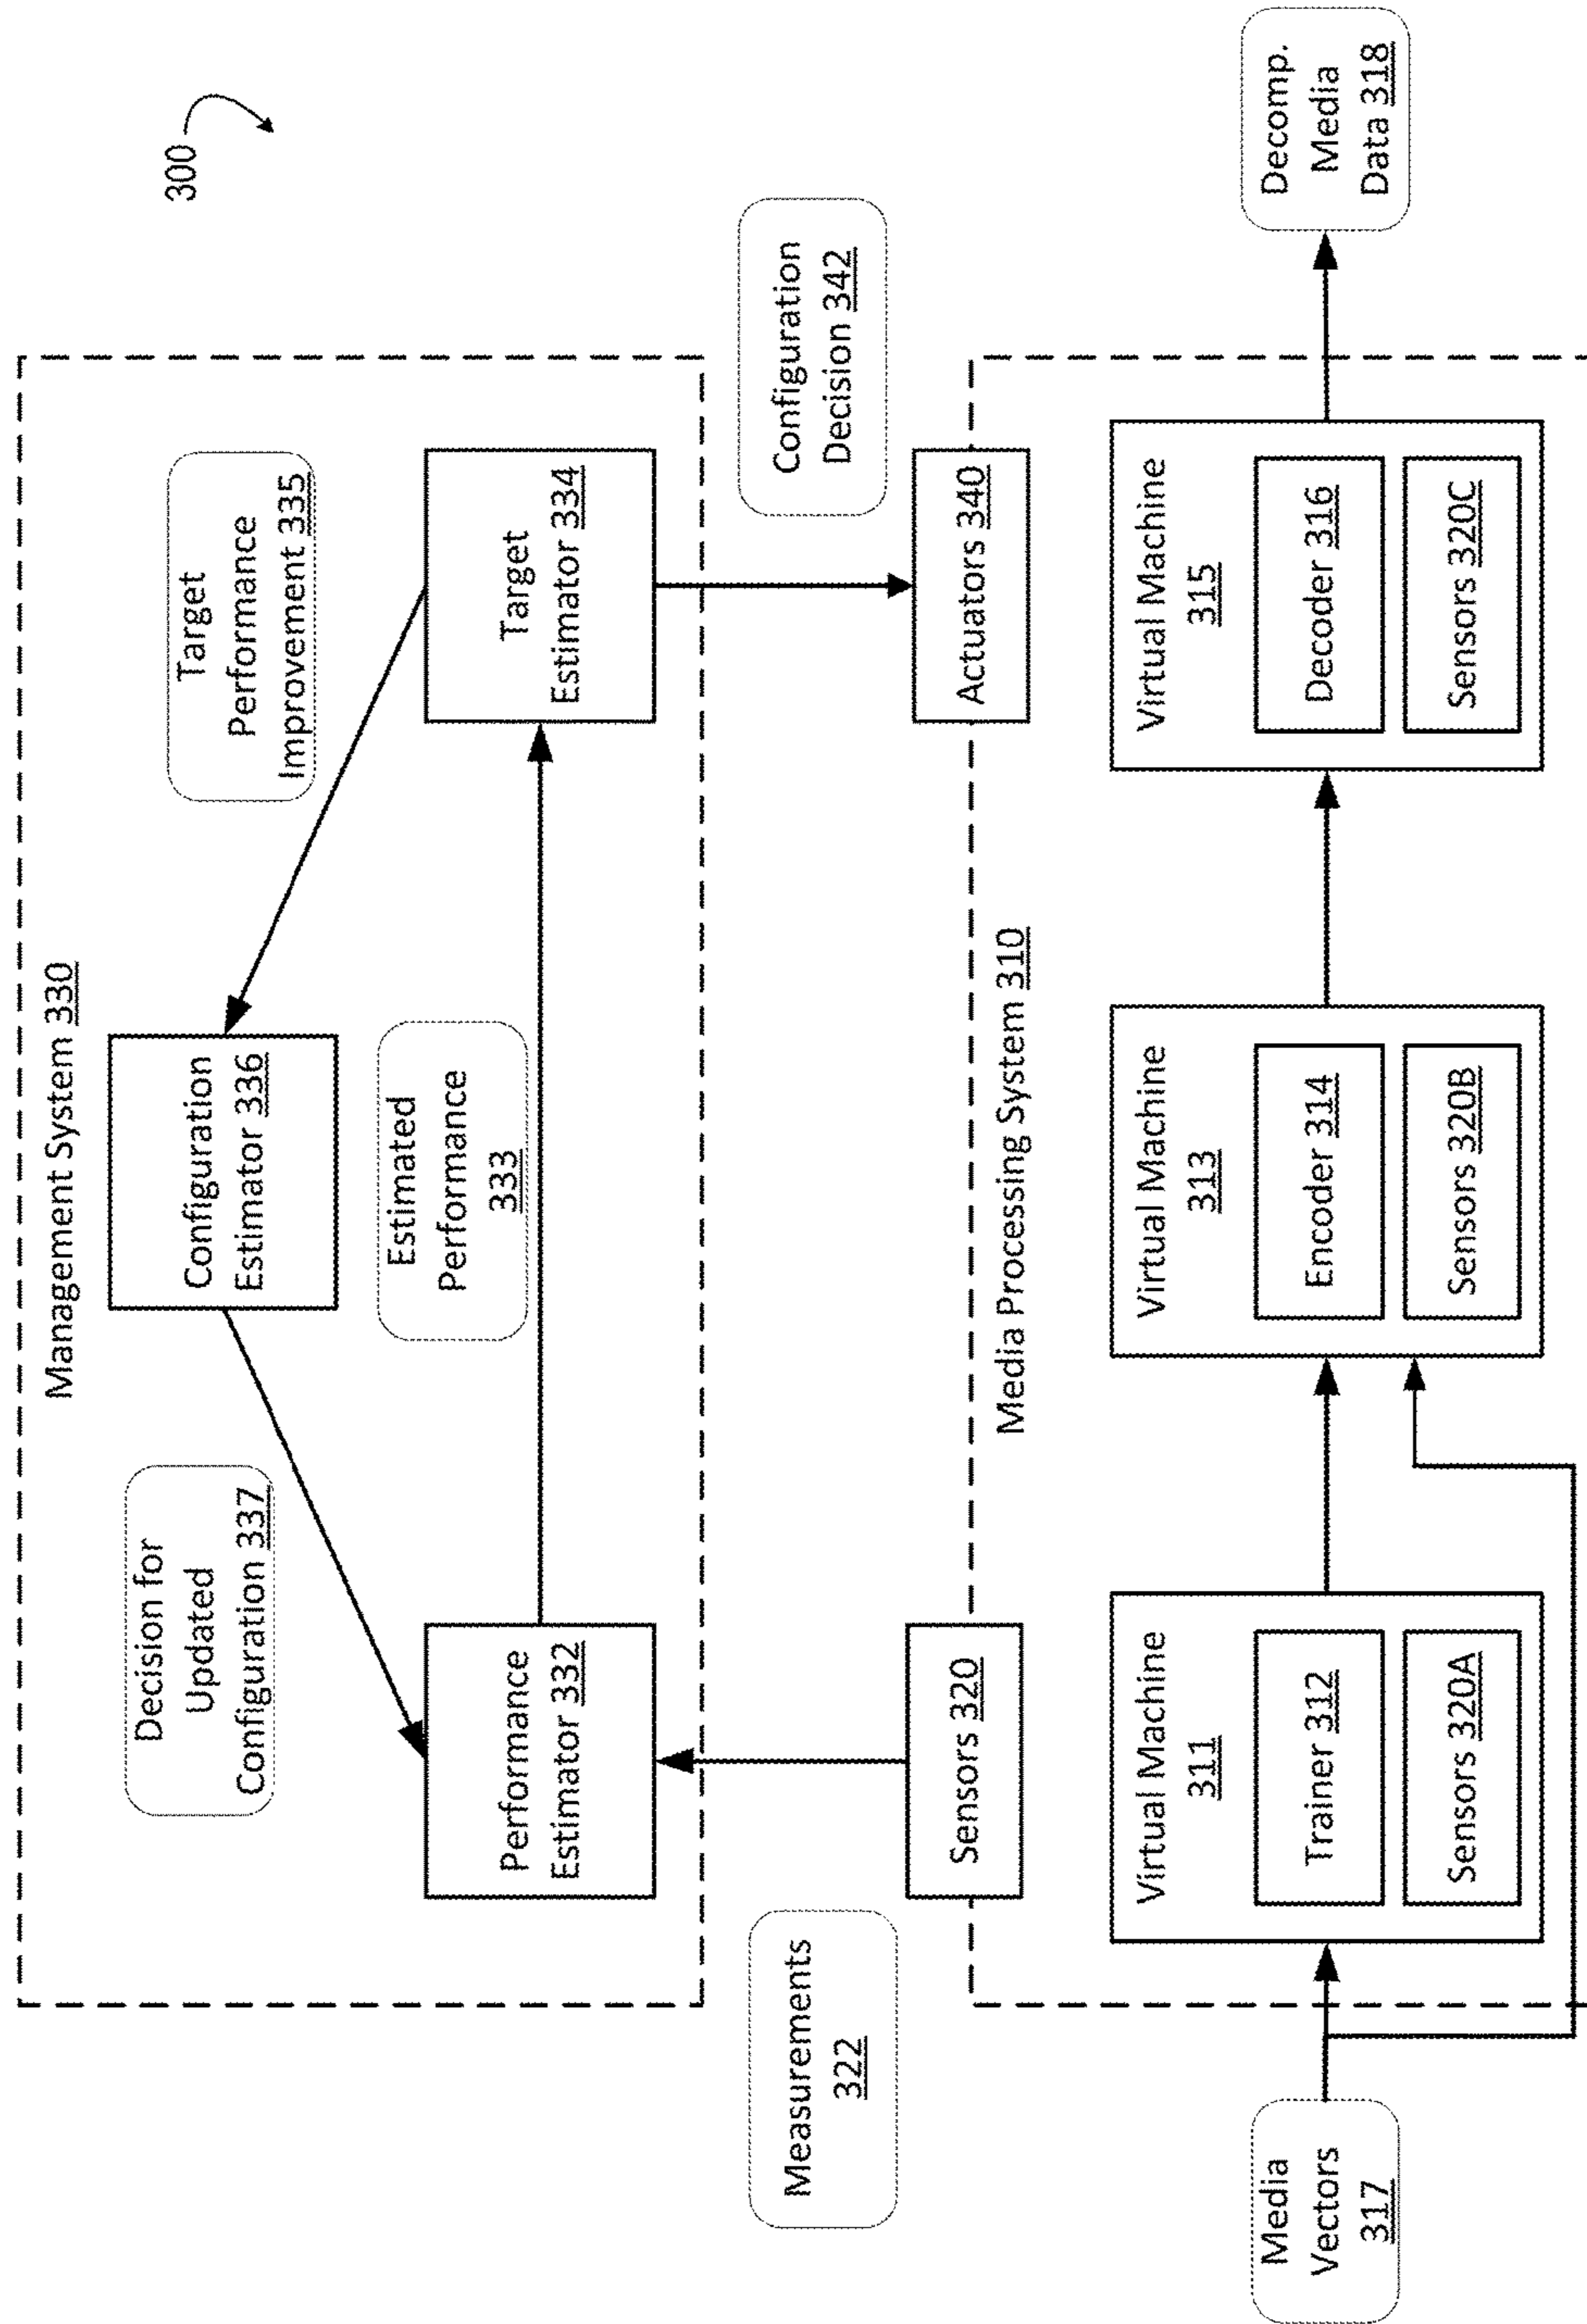 300
Management System 330
Decision for
Updated
Configuration 337
Configuration
Estimator 336
Target
Performance
Improvement 335
Estimated
Performance
333
Performance
Estimator 332
Target
Estimator 334
Measurements
322
Configuration
Decision 342
Sensors 320
Actuators 340
Media Processing System 310
Media
Vectors
317
Virtual Machine
311
Trainer 312
Sensors 320A
Virtual Machine
313
Encoder 314
Sensors 320B
Virtual Machine
315
Decoder 316
Sensors 320C
Decomp.
Media
Data 318